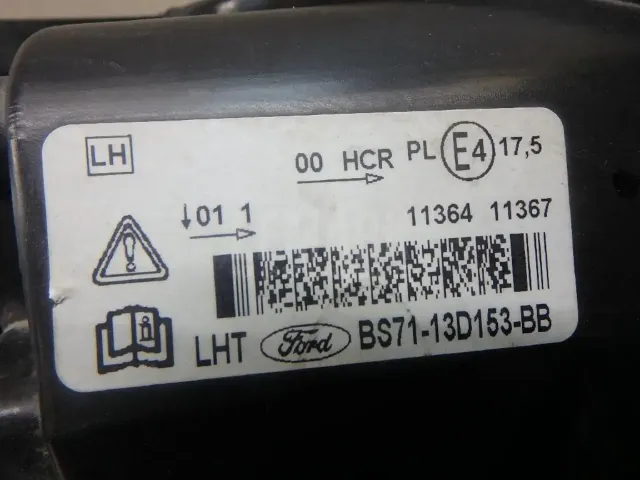 LH
00 HCR PL E4 17,5
↓01 1
11364 11367
LHT Ford BS71-13D153-BB